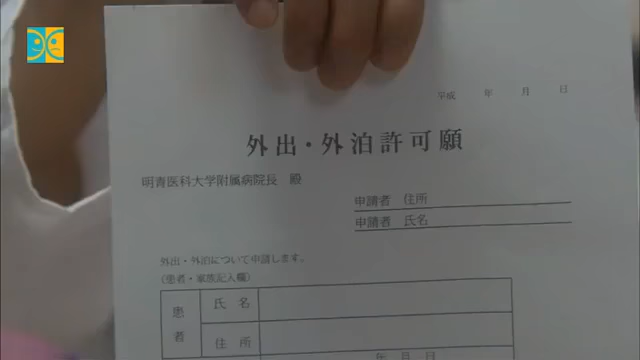 平成 年 月 日
外出・外泊許可願
明青医科大学附属病院長 殿
申請者 住所
申請者 氏名
外出・外泊について申請します。
(患者・家族記入欄)
患者
氏名
住所
年 月 日